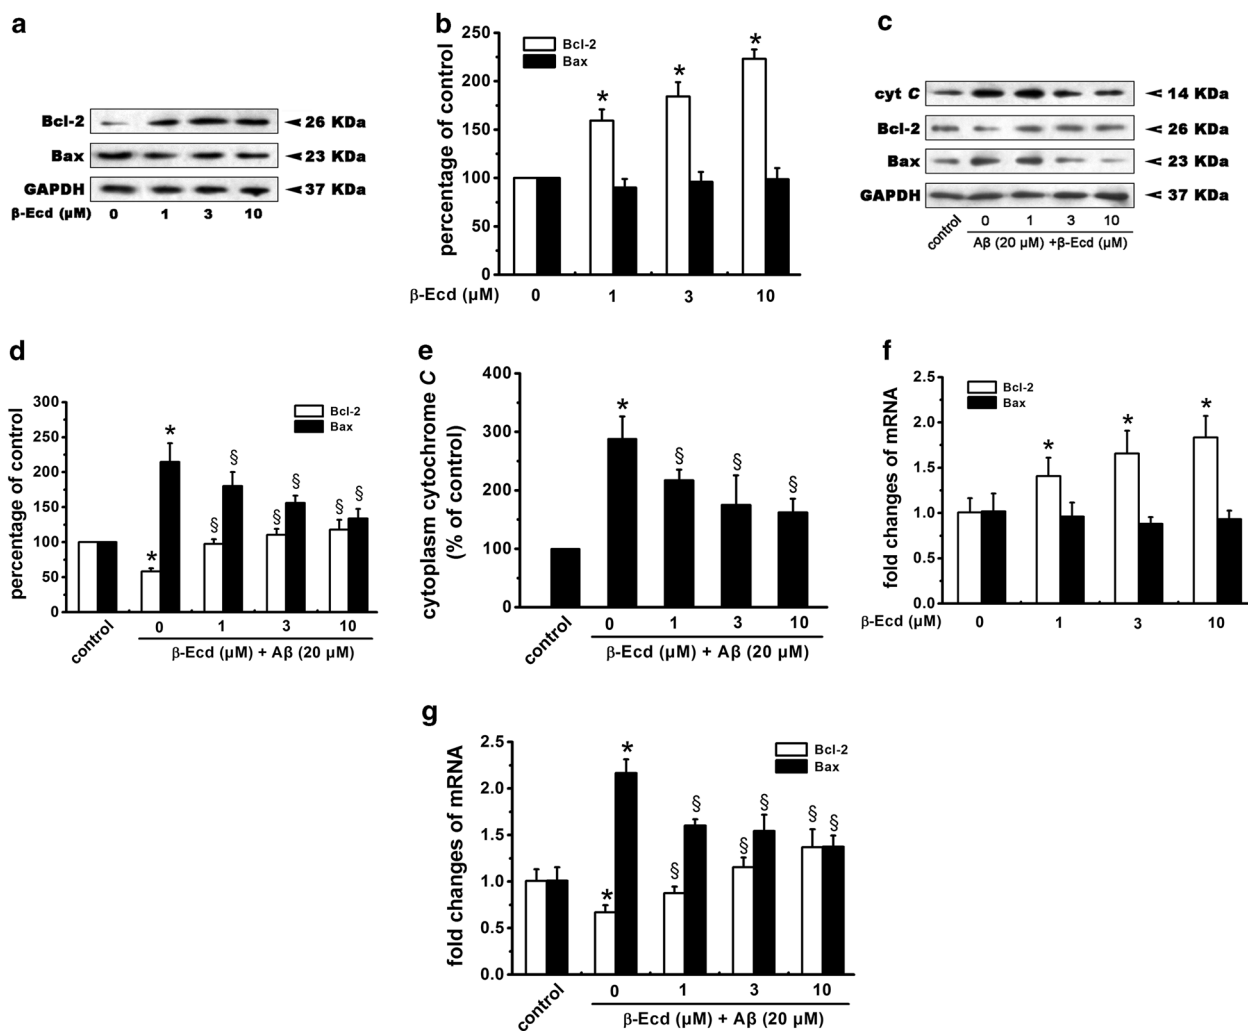 a
Bcl-2 26 KDa
Bax 23 KDa
GAPDH 37 KDa
β-Ecd (μM) 0 1 3 10
b
percentage of control
250
200
150
100
50
0
Bcl-2
Bax
* * *
β-Ecd (μM) 0 1 3 10
c
cyt C 14 KDa
Bcl-2 26 KDa
Bax 23 KDa
GAPDH 37 KDa
control 0 1 3 10
Aβ (20 μM) +β-Ecd (μM)
d
percentage of control
300
250
200
150
100
50
0
Bcl-2
Bax
* * § § § § § §
control 0 1 3 10
β-Ecd (μM) + Aβ (20 μM)
e
cytoplasm cytochrome C
(% of control)
400
300
200
100
0
* § § §
control 0 1 3 10
β-Ecd (μM) + Aβ (20 μM)
f
fold changes of mRNA
2.5
2.0
1.5
1.0
0.5
0.0
Bcl-2
Bax
* * *
β-Ecd (μM) 0 1 3 10
g
fold changes of mRNA
2.5
2.0
1.5
1.0
0.5
0.0
Bcl-2
Bax
* * § § § § § §
control 0 1 3 10
β-Ecd (μM) + Aβ (20 μM)